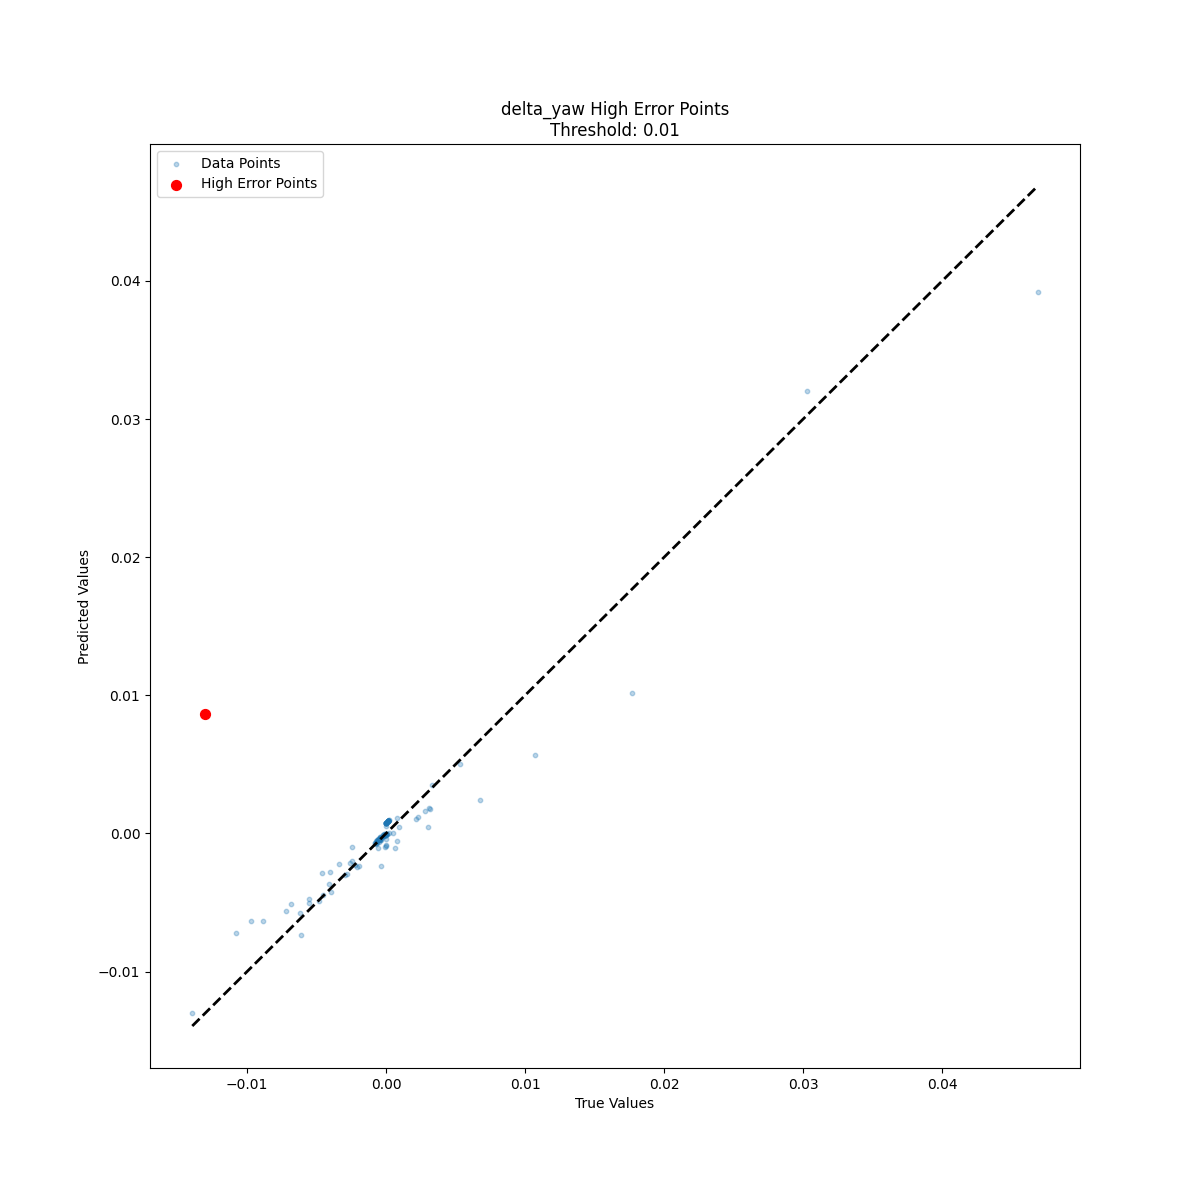 delta_yaw High Error Points
Threshold: 0.01
Data Points
High Error Points
0.04
0.03
0.02
0.01
0.00
−0.01
Predicted Values
−0.01
0.00
0.01
0.02
0.03
0.04
True Values